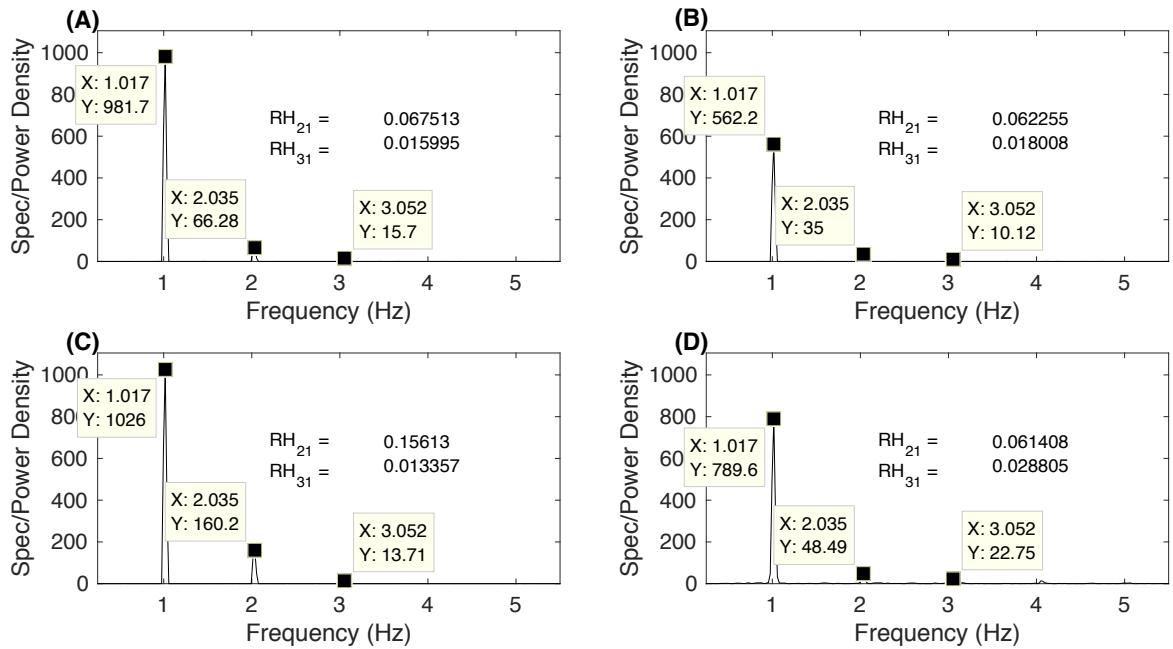 (A)
Spec/Power Density
1000
800
600
400
200
0
X: 1.017
Y: 981.7
RH21 = 0.067513
RH31 = 0.015995
X: 2.035
Y: 66.28
X: 3.052
Y: 15.7
1 2 3 4 5
Frequency (Hz)
(B)
Spec/Power Density
1000
800
600
400
200
0
X: 1.017
Y: 562.2
RH21 = 0.062255
RH31 = 0.018008
X: 2.035
Y: 35
X: 3.052
Y: 10.12
1 2 3 4 5
Frequency (Hz)
(C)
Spec/Power Density
1000
600
400
200
0
X: 1.017
Y: 1026
RH21 = 0.15613
RH31 = 0.013357
X: 2.035
Y: 160.2
X: 3.052
Y: 13.71
1 2 3 4 5
Frequency (Hz)
(D)
Spec/Power Density
1000
800
600
400
200
0
X: 1.017
Y: 789.6
RH21 = 0.061408
RH31 = 0.028805
X: 2.035
Y: 48.49
X: 3.052
Y: 22.75
1 2 3 4 5
Frequency (Hz)